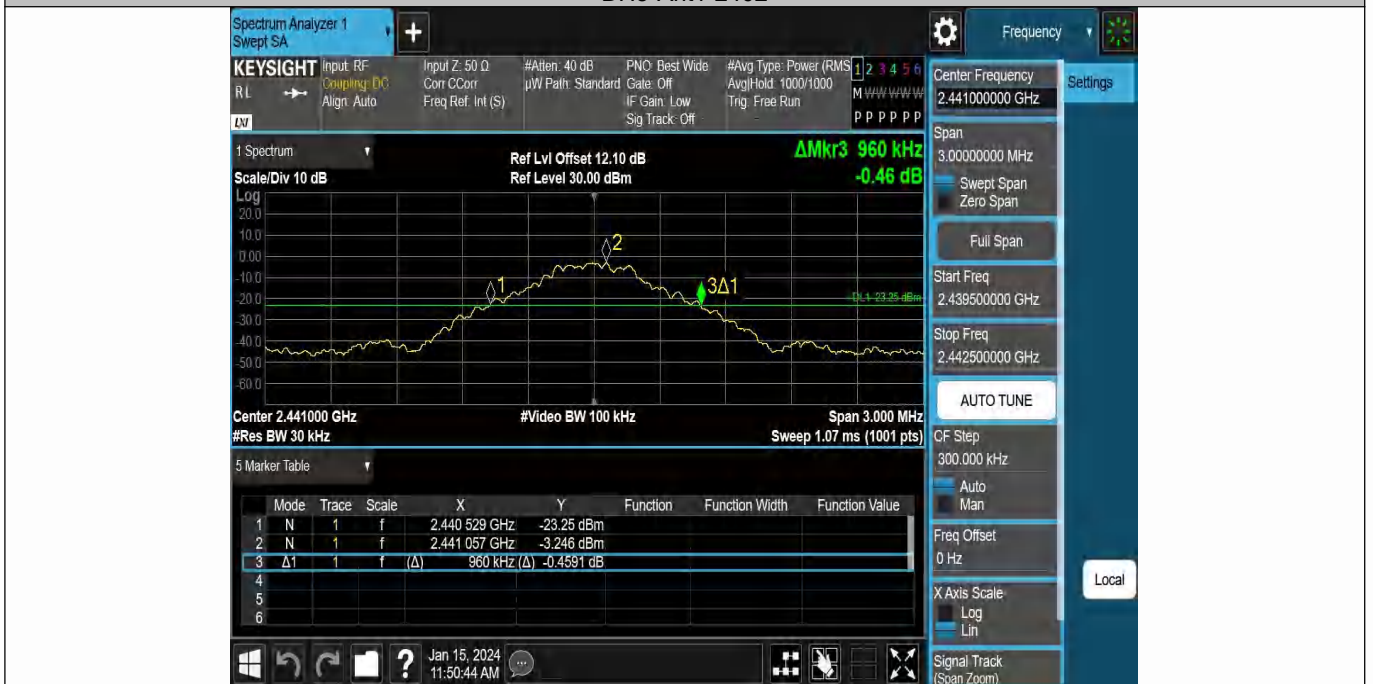 Spectrum Analyzer 1
Swept SA
+
Frequency
KEYSIGHT
RL
LXI
Input: RF
Coupling: DC
Align: Auto
Input Z: 50 Ω
Corr CCorr
Freq Ref: Int (S)
#Atten: 40 dB
µW Path: Standard
PNO: Best Wide
Gate: Off
IF Gain: Low
Sig Track: Off
#Avg Type: Power (RMS
Avg|Hold: 1000/1000
Trig: Free Run
1 2 3 4 5 6
M W W W W W
P P P P P P
1 Spectrum
Scale/Div 10 dB
Ref Lvl Offset 12.10 dB
Ref Level 30.00 dBm
ΔMkr3 960 kHz
-0.46 dB
Log
20.0
10.0
0.00
-10.0
-20.0
-30.0
-40.0
-50.0
-60.0
1
2
3Δ1
DL1 -23.25 dBm
Center 2.441000 GHz
#Video BW 100 kHz
Span 3.000 MHz
#Res BW 30 kHz
Sweep 1.07 ms (1001 pts)
5 Marker Table
Mode Trace Scale X Y Function Function Width Function Value
1 N 1 f 2.440 529 GHz -23.25 dBm
2 N 1 f 2.441 057 GHz -3.246 dBm
3 Δ1 1 f (Δ) 960 kHz (Δ) -0.4591 dB
4
5
6
?
Jan 15, 2024
11:50:44 AM
Center Frequency
2.441000000 GHz
Settings
Span
3.00000000 MHz
Swept Span
Zero Span
Full Span
Start Freq
2.439500000 GHz
Stop Freq
2.442500000 GHz
AUTO TUNE
CF Step
300.000 kHz
Auto
Man
Freq Offset
0 Hz
X Axis Scale
Log
Lin
Local
Signal Track
(Span Zoom)